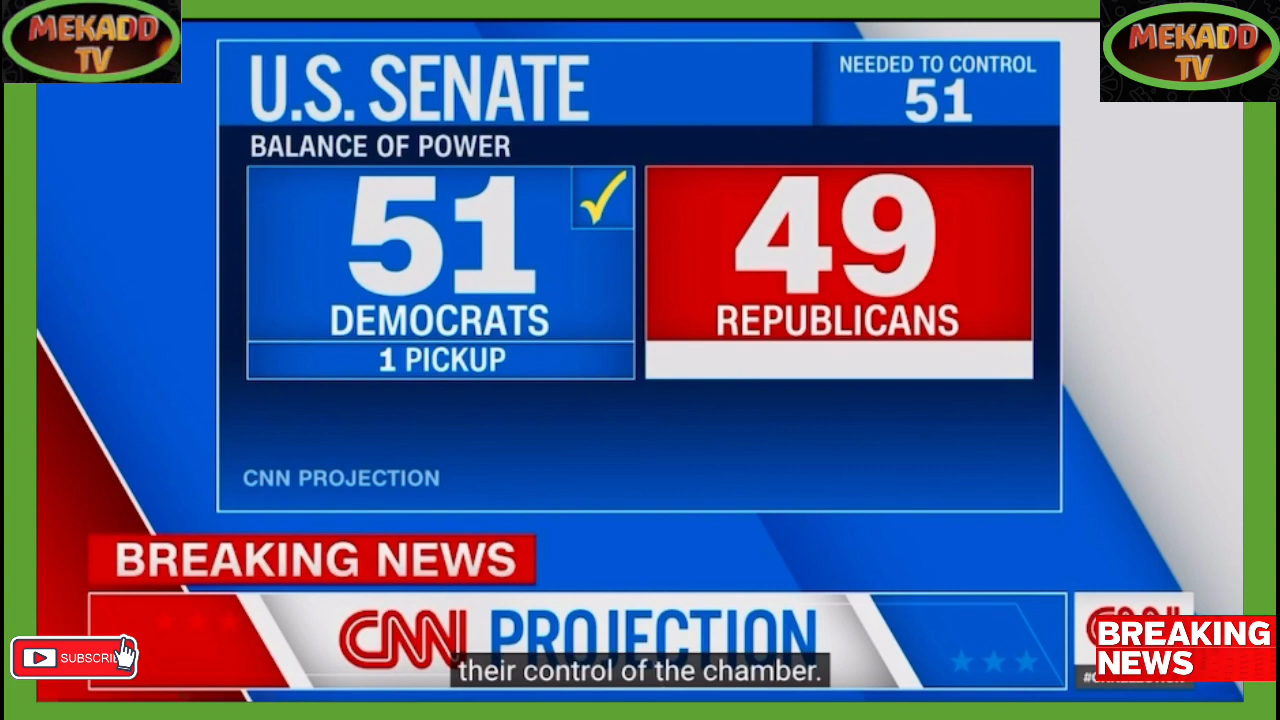 MEKADD
TV
MEKADD
TV
U.S. SENATE
NEEDED TO CONTROL
51
BALANCE OF POWER
51
DEMOCRATS
1 PICKUP
49
REPUBLICANS
CNN PROJECTION
BREAKING NEWS
CNN PROJECTION
their control of the chamber.
CNN
BREAKING
NEWS